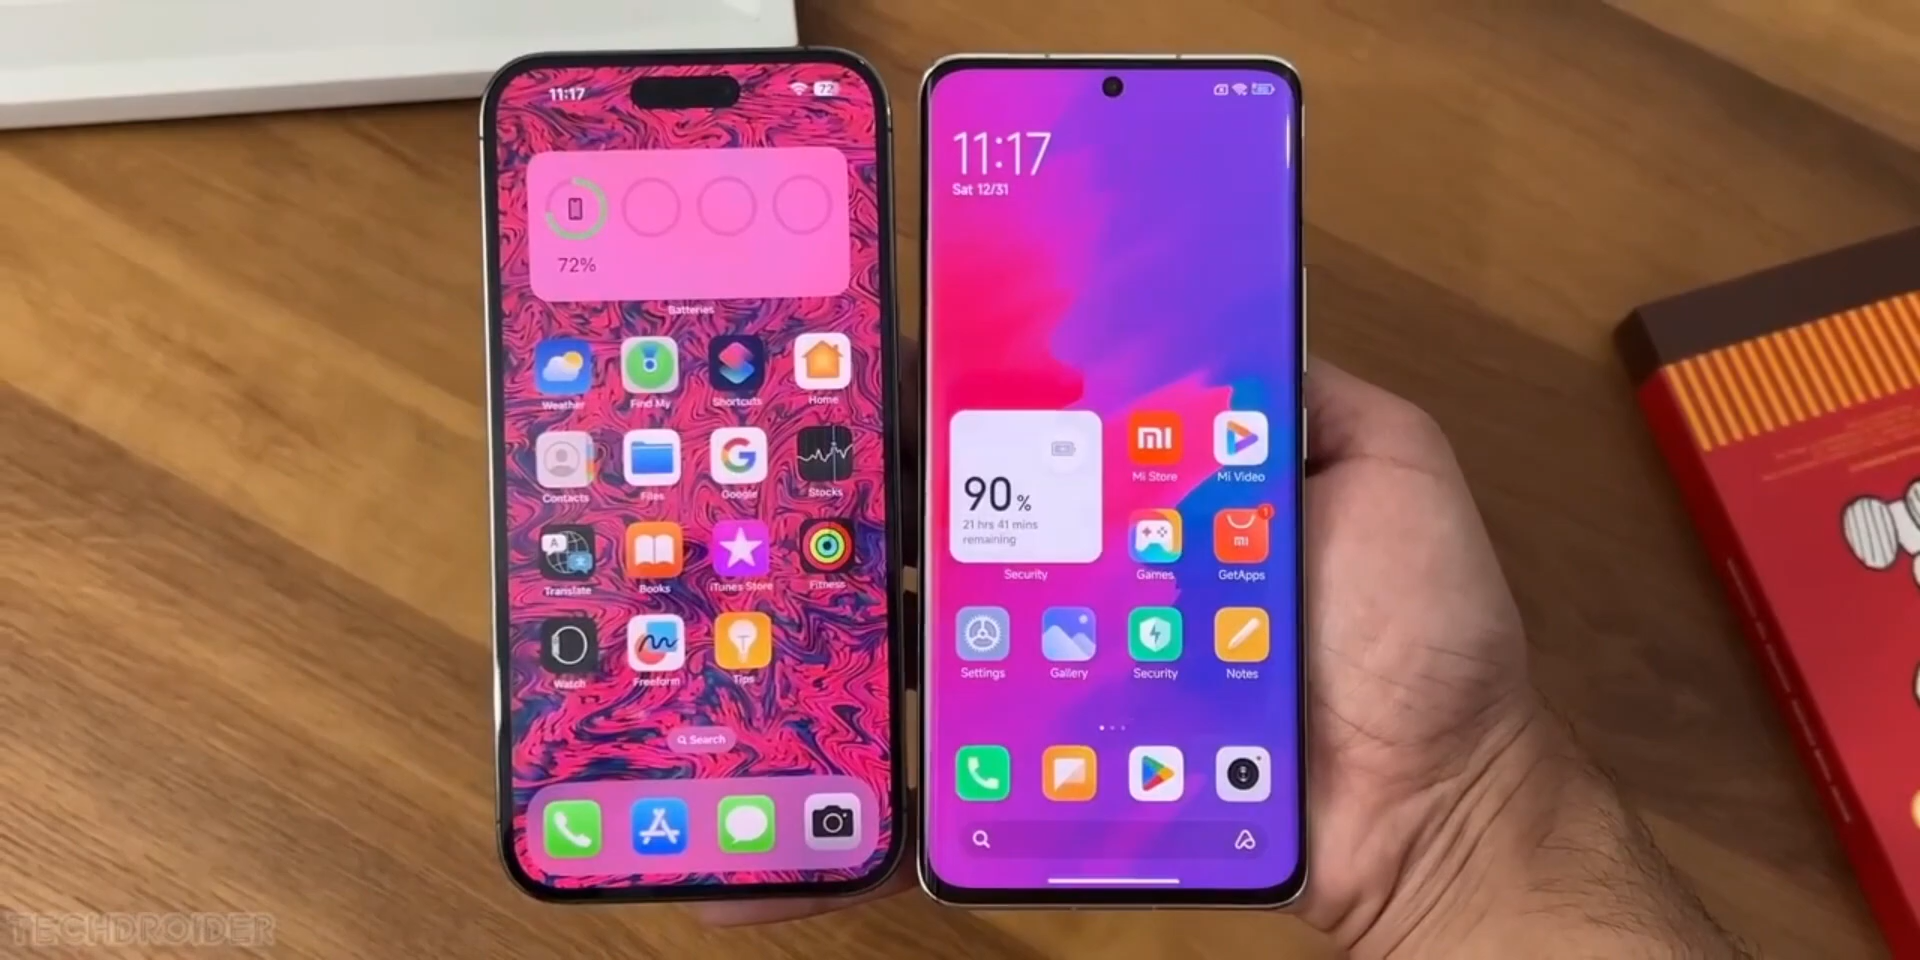 11:17
72
72%
Batteries
Weather
Find My
Shortcuts
Home
Contacts
Files
Google
Stocks
Translate
Books
iTunes Store
Fitness
Watch
Freeform
Tips
Search
11:17
Sat 12/31
90%
21 hrs 41 mins
remaining
Security
Mi Store
Mi Video
Games
GetApps
1
Settings
Gallery
Security
Notes
TECHDROIDER